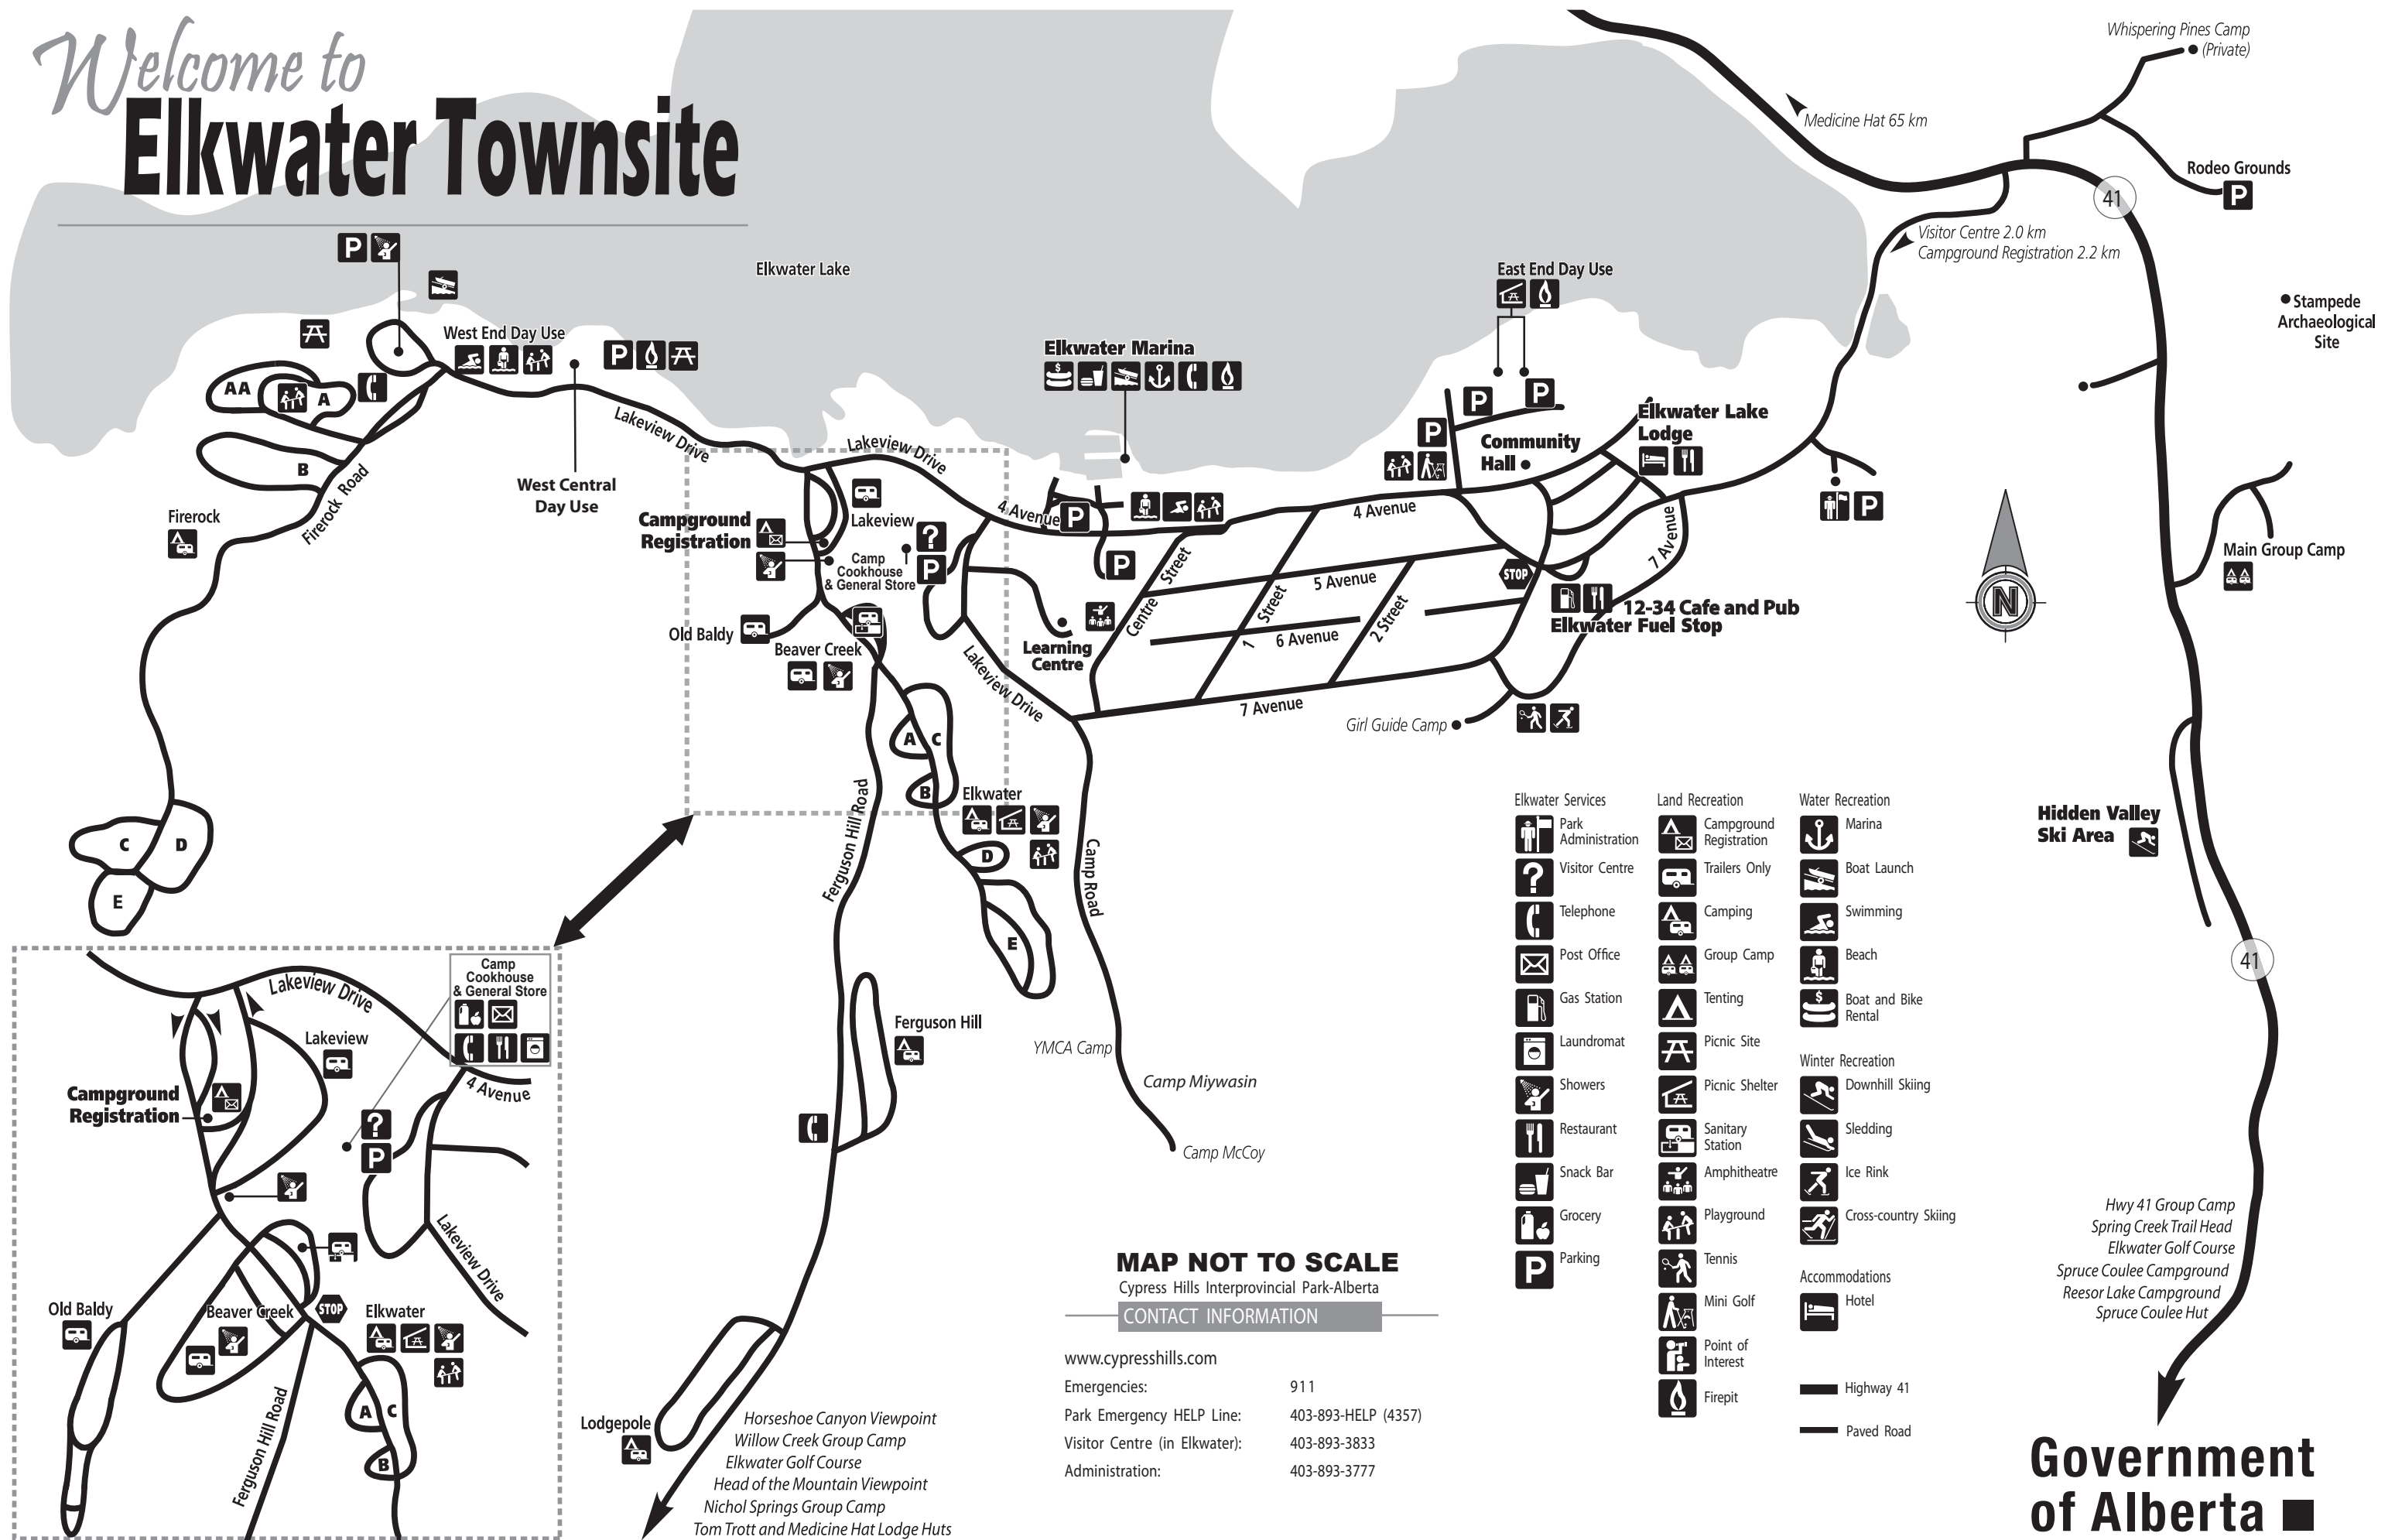 Welcome to
Elkwater Townsite
Whispering Pines Camp
(Private)
Medicine Hat 65 km
Rodeo Grounds
P
41
Visitor Centre 2.0 km
Campground Registration 2.2 km
Stampede
Archaeological
Site
P
Elkwater Lake
East End Day Use
West End Day Use
P
Elkwater Marina
AA
A
B
Lakeview Drive
West Central
Day Use
Firerock Road
Firerock
Lakeview Drive
P
P
P
Elkwater Lake
Lodge
Community
Hall
Campground
Registration
Lakeview
?
P
Camp
Cookhouse
& General Store
4 Avenue
P
P
4 Avenue
7 Avenue
P
Centre Street
1 Street
5 Avenue
2 Street
6 Avenue
STOP
12-34 Cafe and Pub
Elkwater Fuel Stop
N
Main Group Camp
Old Baldy
Beaver Creek
Learning
Centre
Lakeview Drive
7 Avenue
Girl Guide Camp
A
C
B
Elkwater
D
E
Ferguson Hill Road
Camp Road
C
D
E
Hidden Valley
Ski Area
41
Ferguson Hill
YMCA Camp
Camp Miywasin
Camp McCoy
Lakeview Drive
Camp
Cookhouse
& General Store
Lakeview
4 Avenue
Campground
Registration
?
P
Lakeview Drive
Old Baldy
Beaver Creek
STOP
Elkwater
A
C
B
Ferguson Hill Road
Lodgepole
Horseshoe Canyon Viewpoint
Willow Creek Group Camp
Elkwater Golf Course
Head of the Mountain Viewpoint
Nichol Springs Group Camp
Tom Trott and Medicine Hat Lodge Huts
MAP NOT TO SCALE
Cypress Hills Interprovincial Park-Alberta
CONTACT INFORMATION
www.cypresshills.com
Emergencies: 911
Park Emergency HELP Line: 403-893-HELP (4357)
Visitor Centre (in Elkwater): 403-893-3833
Administration: 403-893-3777
Elkwater Services
Park
Administration
? Visitor Centre
Telephone
Post Office
Gas Station
Laundromat
Showers
Restaurant
Snack Bar
Grocery
P Parking
Land Recreation
Campground
Registration
Trailers Only
Camping
Group Camp
Tenting
Picnic Site
Picnic Shelter
Sanitary
Station
Amphitheatre
Playground
Tennis
Mini Golf
Point of
Interest
Firepit
Water Recreation
Marina
Boat Launch
Swimming
Beach
$ Boat and Bike
Rental
Winter Recreation
Downhill Skiing
Sledding
Ice Rink
Cross-country Skiing
Accommodations
Hotel
Highway 41
Paved Road
Hwy 41 Group Camp
Spring Creek Trail Head
Elkwater Golf Course
Spruce Coulee Campground
Reesor Lake Campground
Spruce Coulee Hut
Government
of Alberta